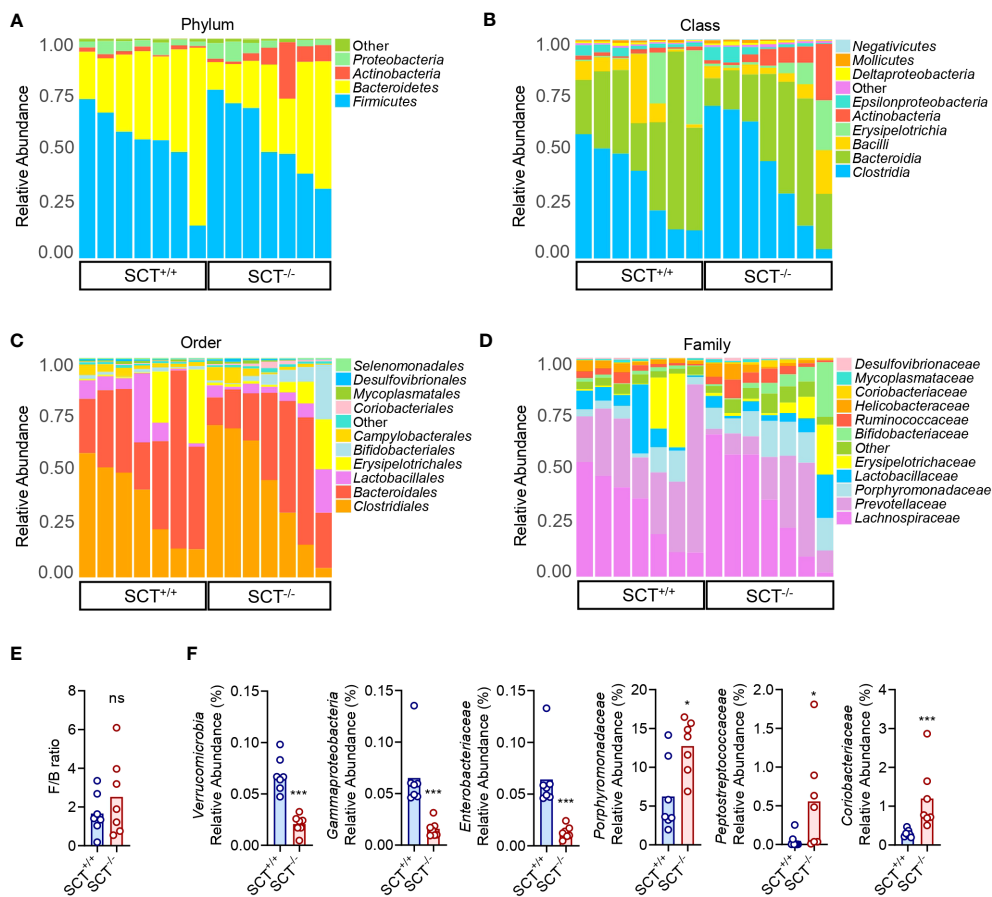 A
Phylum
Relative Abundance
1.00
0.75
0.50
0.25
0.00
SCT+/+
SCT-/-
Other
Proteobacteria
Actinobacteria
Bacteroidetes
Firmicutes
B
Class
Relative Abundance
1.00
0.75
0.50
0.25
0.00
SCT+/+
SCT-/-
Negativicutes
Mollicutes
Deltaproteobacteria
Other
Epsilonproteobacteria
Actinobacteria
Erysipelotrichia
Bacilli
Bacteroidia
Clostridia
C
Order
Relative Abundance
1.00
0.75
0.50
0.25
0.00
SCT+/+
SCT-/-
Selenomonadales
Desulfovibrionales
Mycoplasmatales
Coriobacteriales
Other
Campylobacterales
Bifidobacteriales
Erysipelotrichales
Lactobacillales
Bacteroidales
Clostridiales
D
Family
Relative Abundance
1.00
0.75
0.50
0.25
0.00
SCT+/+
SCT-/-
Desulfovibrionaceae
Mycoplasmataceae
Coriobacteriaceae
Helicobacteraceae
Ruminococcaceae
Bifidobacteriaceae
Other
Erysipelotrichaceae
Lactobacillaceae
Porphyromonadaceae
Prevotellaceae
Lachnospiraceae
E
F/B ratio
8
6
4
2
0
ns
SCT+/+
SCT-/-
F
Verrucomicrobia
Relative Abundance (%)
0.15
0.10
0.05
0.00
***
SCT+/+
SCT-/-
Gammaproteobacteria
Relative Abundance (%)
0.15
0.10
0.05
0.00
***
SCT+/+
SCT-/-
Enterobacteriaceae
Relative Abundance (%)
0.15
0.10
0.05
0.00
***
SCT+/+
SCT-/-
Porphyromonadaceae
Relative Abundance (%)
20
15
10
5
0
*
SCT+/+
SCT-/-
Peptostreptococcaceae
Relative Abundance (%)
2.0
1.5
1.0
0.5
0.0
*
SCT+/+
SCT-/-
Coriobacteriaceae
Relative Abundance (%)
4
3
2
1
0
***
SCT+/+
SCT-/-